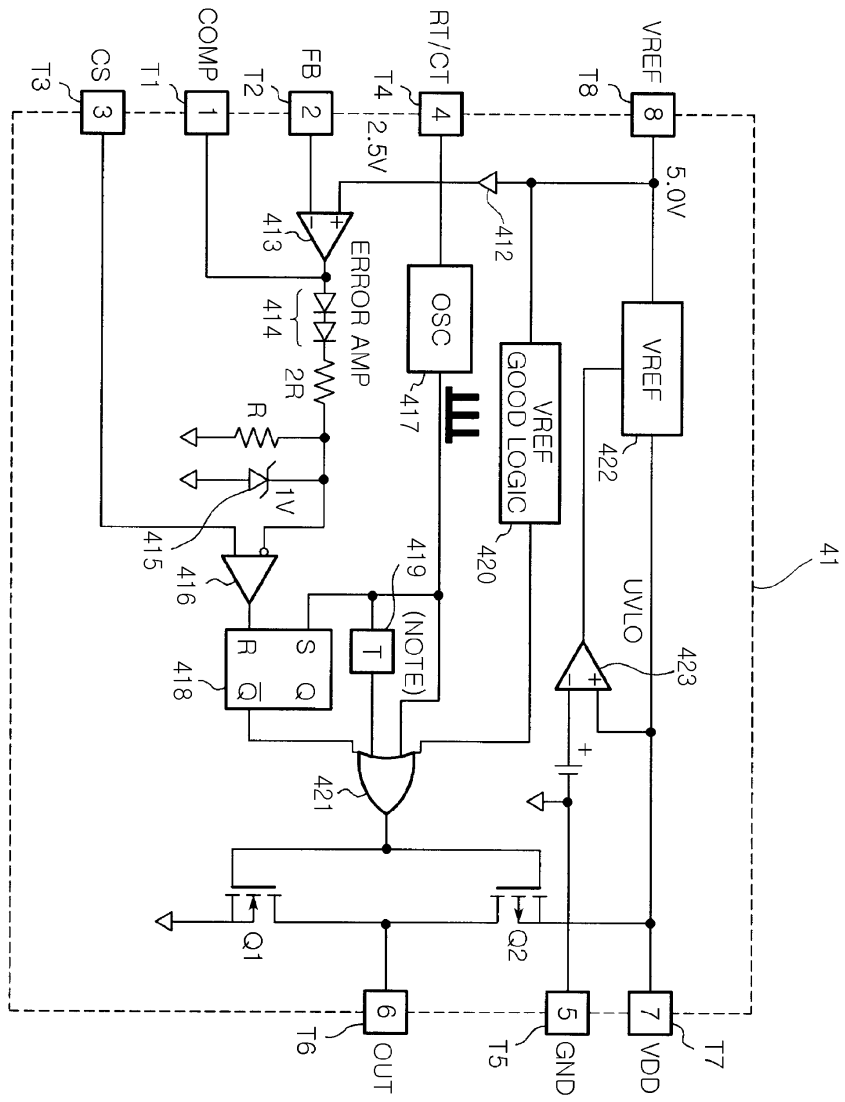 VREF
T8
8
5.0V
VREF
422
UVLO
423
T7
7
VDD
RT/CT
T4
4
412
VREF
GOOD LOGIC
420
+
−
+
5
GND
T5
2.5V
OSC
417
FB
T2
2
+
−
413
ERROR AMP
COMP
T1
1
414
2R
R
1V
415
CS
T3
3
416
419
(NOTE)
T
S
Q
R
Q̅
418
421
Q2
Q1
6
OUT
T6
41